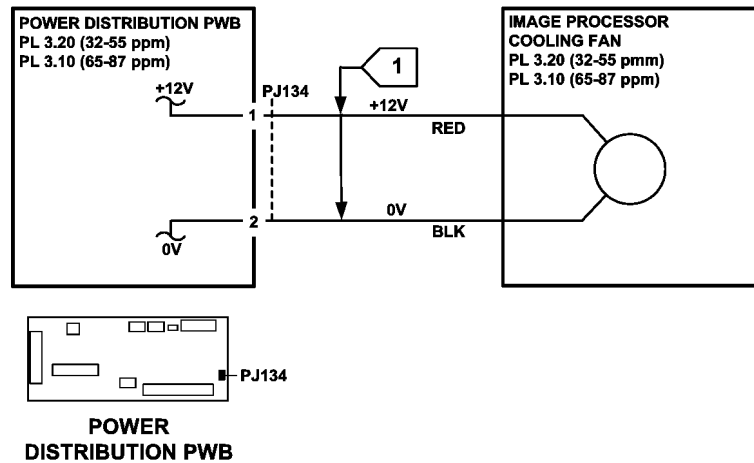 POWER DISTRIBUTION PWB
PL 3.20 (32-55 ppm)
PL 3.10 (65-87 ppm)
+12V
1
PJ134
+12V
RED
1
2
0V
BLK
0V
IMAGE PROCESSOR
COOLING FAN
PL 3.20 (32-55 pmm)
PL 3.10 (65-87 ppm)
PJ134
POWER
DISTRIBUTION PWB